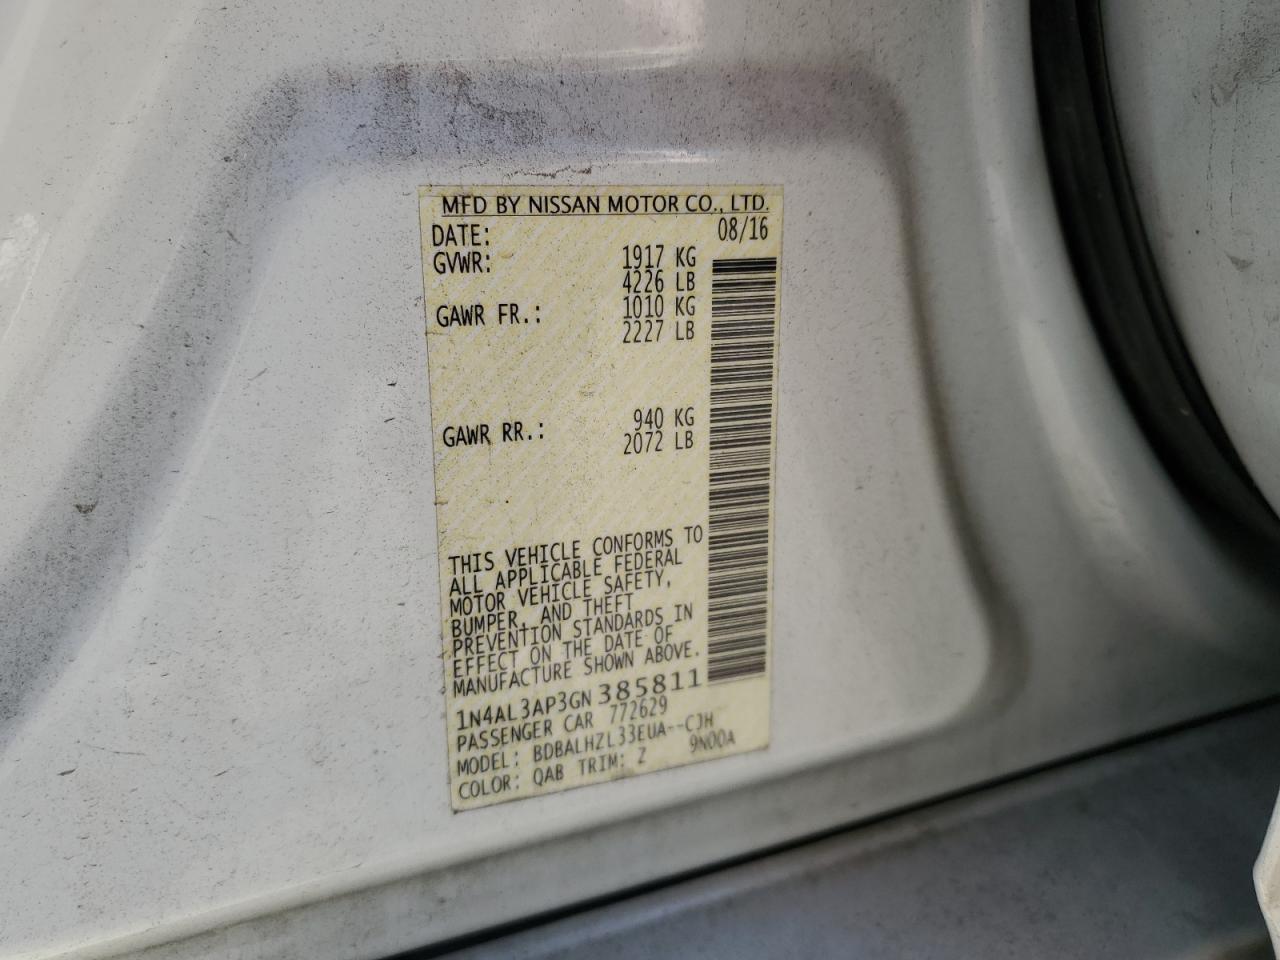 MFD BY NISSAN MOTOR CO., LTD.
DATE: 08/16
GVWR: 1917 KG
4226 LB
GAWR FR.: 1010 KG
2227 LB
GAWR RR.: 940 KG
2072 LB
THIS VEHICLE CONFORMS TO
ALL APPLICABLE FEDERAL
MOTOR VEHICLE SAFETY,
BUMPER, AND THEFT
PREVENTION STANDARDS IN
EFFECT ON THE DATE OF
MANUFACTURE SHOWN ABOVE.
1N4AL3AP3GN385811
PASSENGER CAR 772629
MODEL: BDBALHZL33EUA--CJH
COLOR: QAB TRIM: Z 9N00A